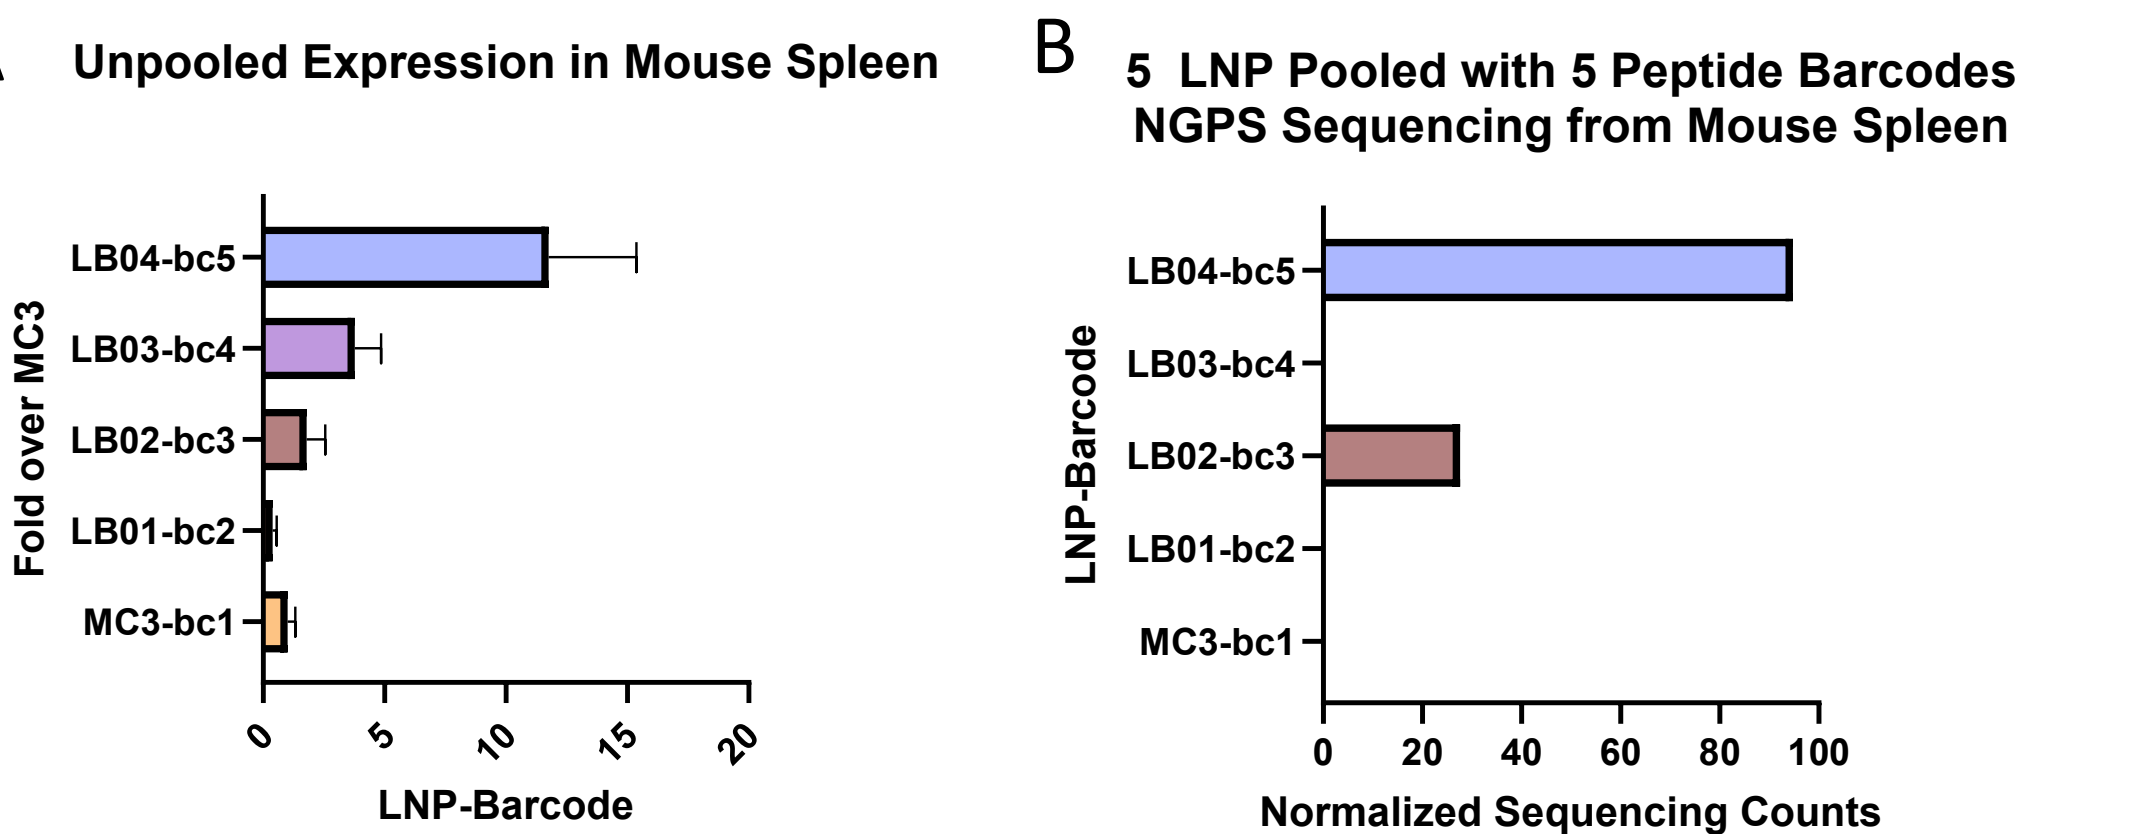 Unpooled Expression in Mouse Spleen
Fold over MC3
LB04-bc5
LB03-bc4
LB02-bc3
LB01-bc2
MC3-bc1
0 5 10 15 20
LNP-Barcode
B
5 LNP Pooled with 5 Peptide Barcodes
NGPS Sequencing from Mouse Spleen
LNP-Barcode
LB04-bc5
LB03-bc4
LB02-bc3
LB01-bc2
MC3-bc1
0 20 40 60 80 100
Normalized Sequencing Counts